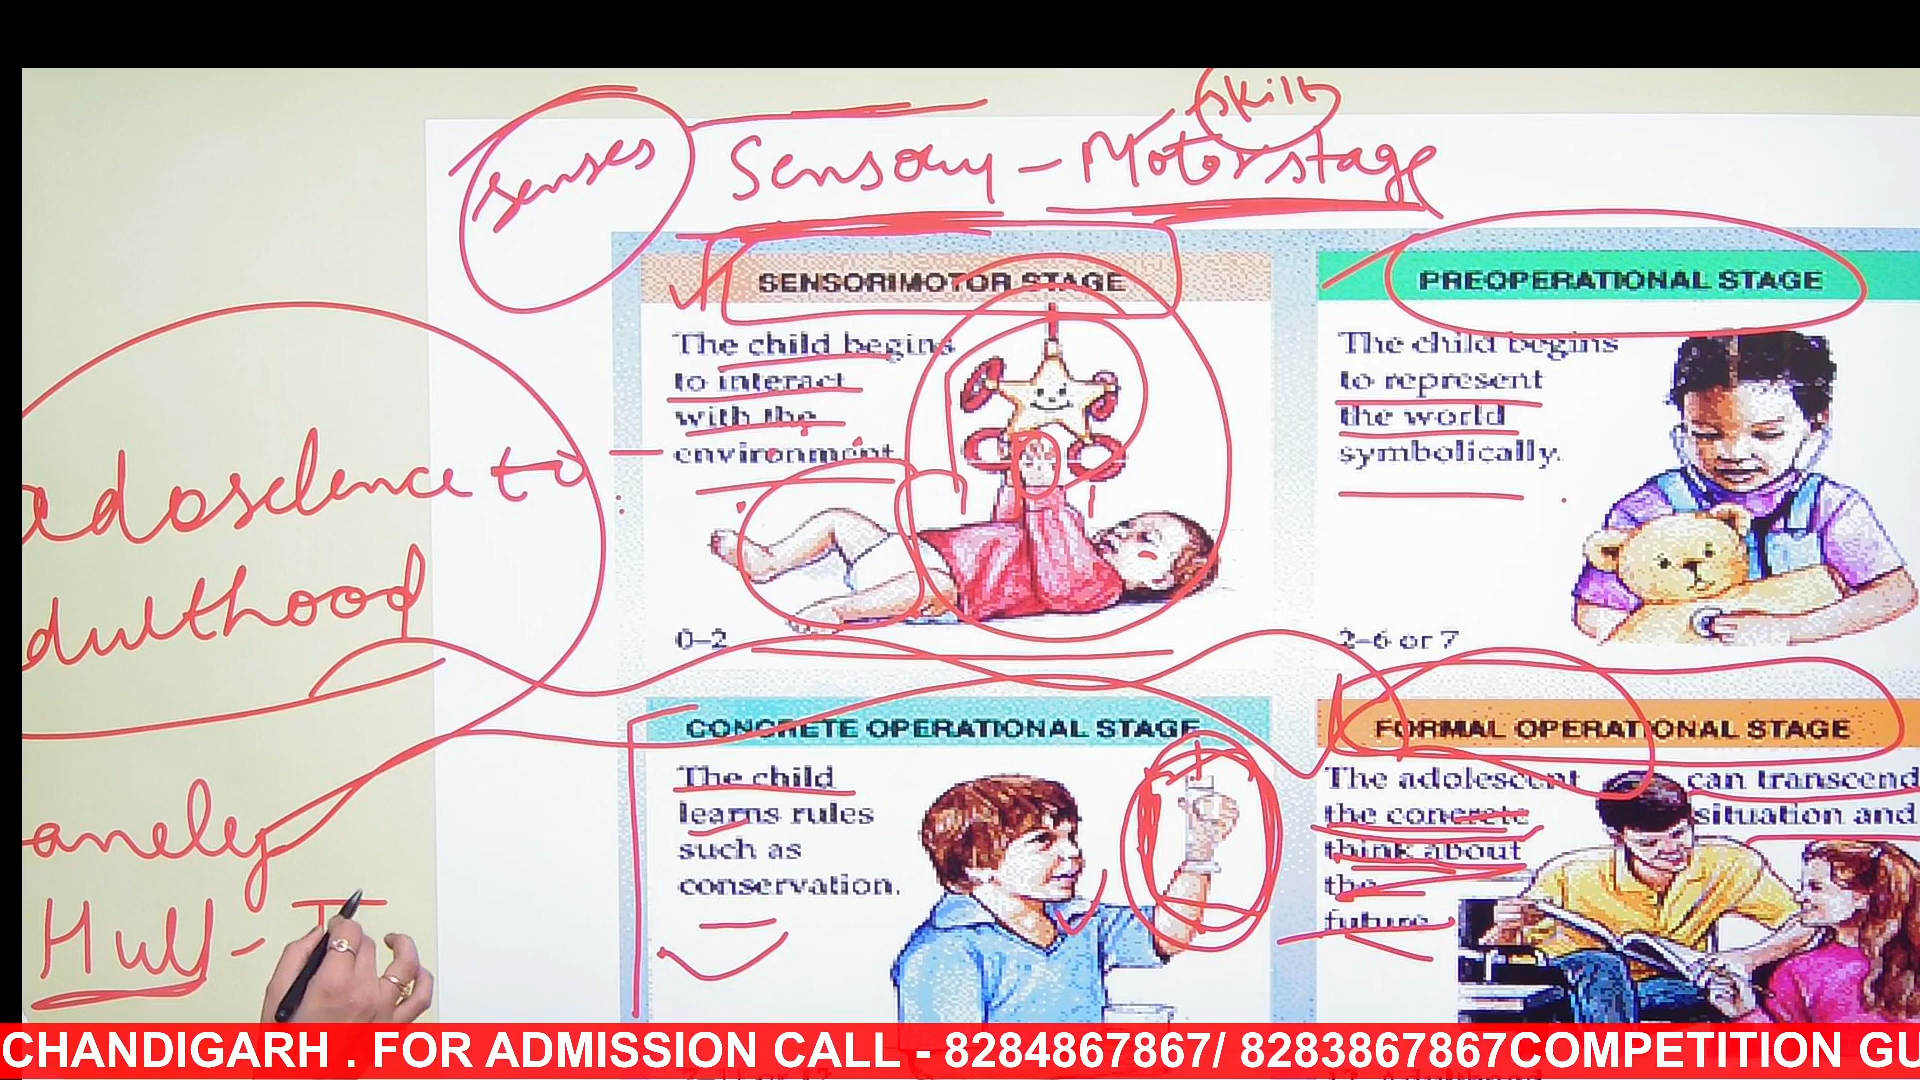 skills
senses Sensory - Motor stage
SENSORIMOTOR STAGE
The child begins
to interact
with the
environment
0–2
PREOPERATIONAL STAGE
The child begins
to represent
the world
symbolically.
2–6 or 7
adoselence to
adulthood
CONCRETE OPERATIONAL STAGE
The child
learns rules
such as
conservation.
FORMAL OPERATIONAL STAGE
The adolescent can transcend
the concrete situation and
think about
the
future
Hull -
CHANDIGARH . FOR ADMISSION CALL - 8284867867/ 8283867867COMPETITION GU